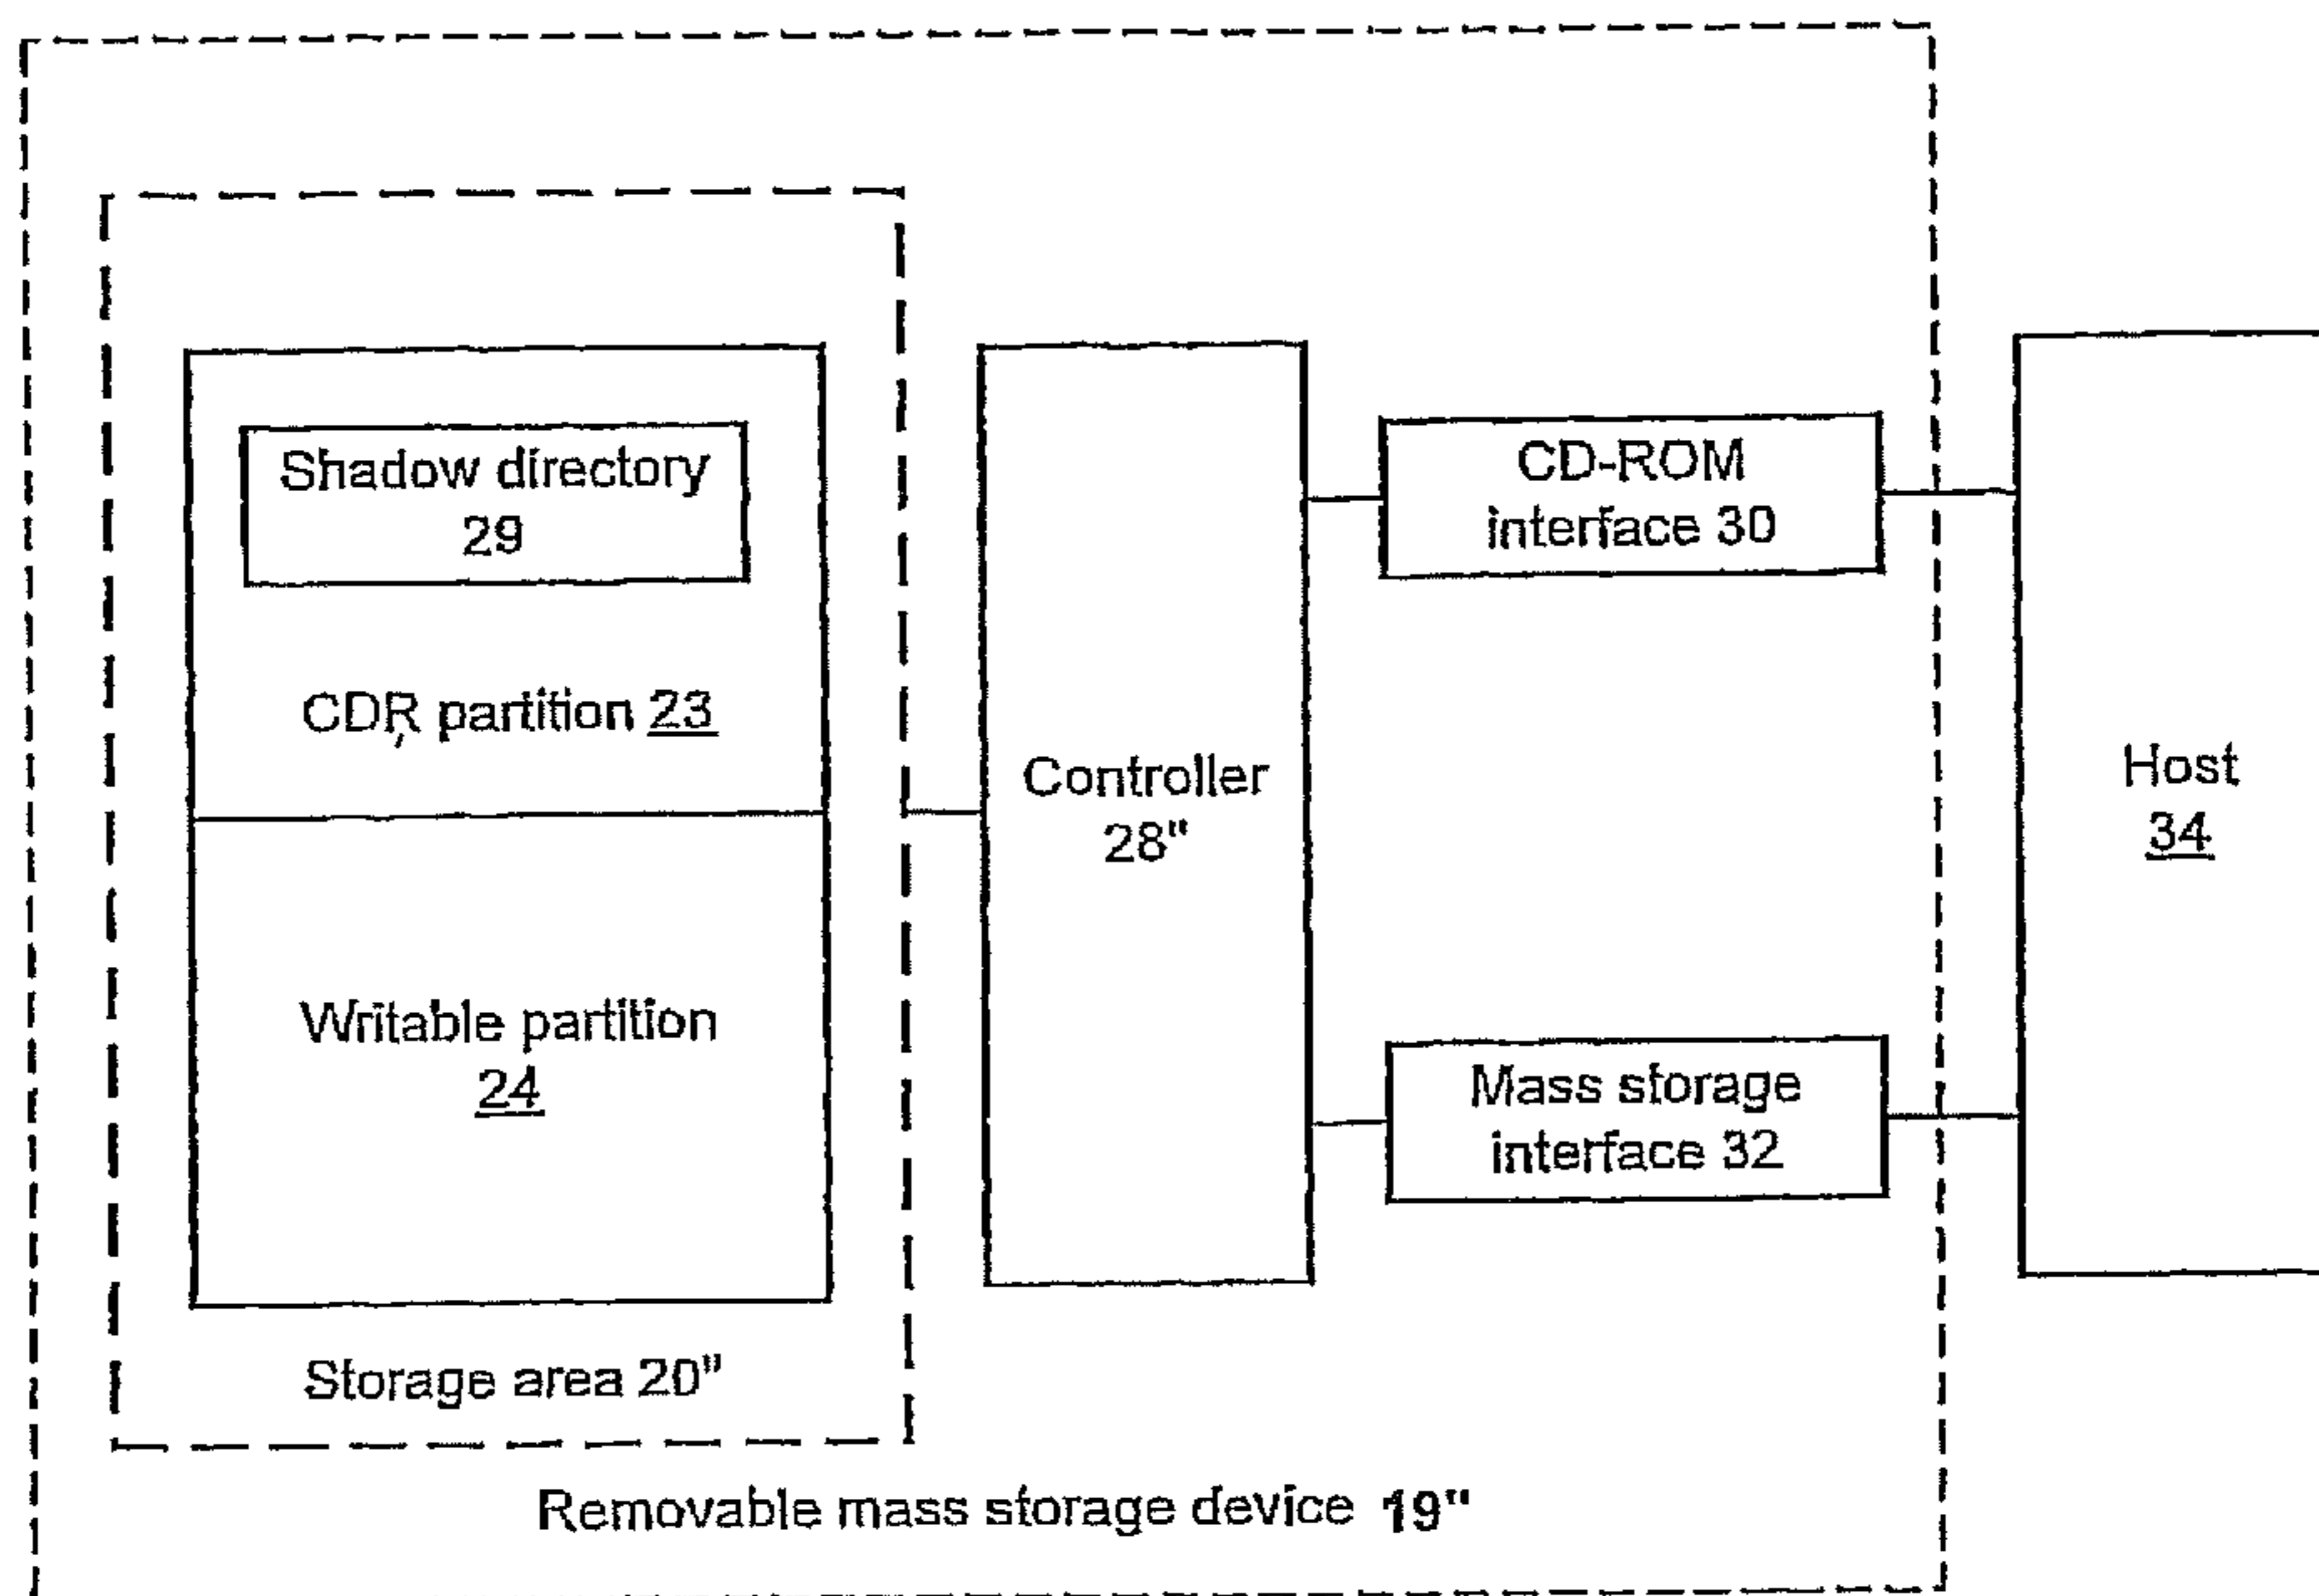 Shadow directory
29
CDR partition 23
Writable partition
24
Storage area 20"
Controller
28"
CD-ROM
interface 30
Mass storage
interface 32
Host
34
Removable mass storage device 19"